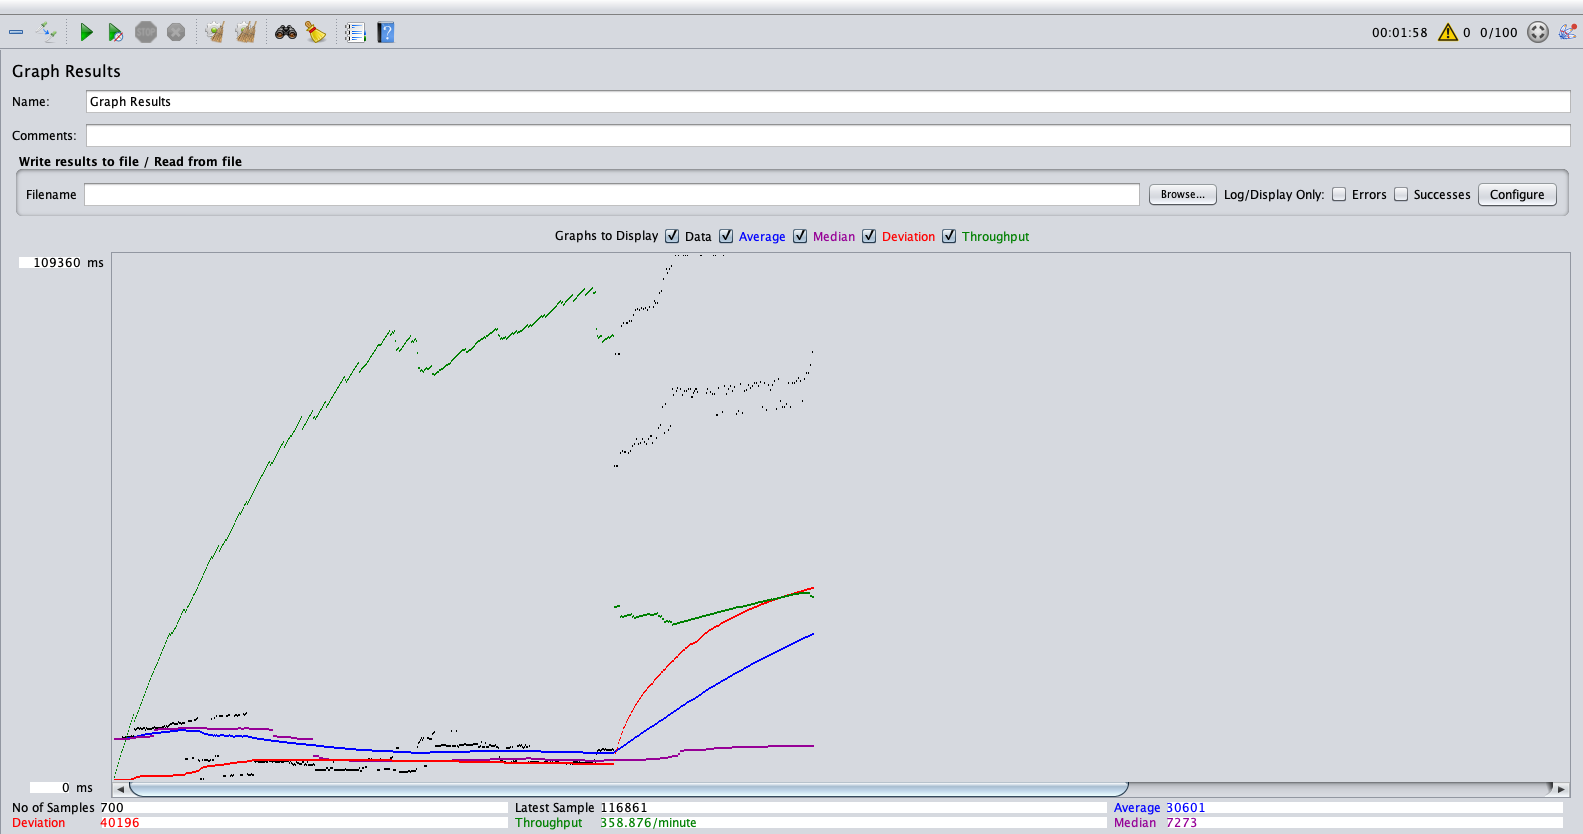 STOP
00:01:58 0 0/100
Graph Results
Name: Graph Results
Comments:
Write results to file / Read from file
Filename Browse... Log/Display Only: Errors Successes Configure
Graphs to Display Data Average Median Deviation Throughput
109360 ms
0 ms
No of Samples 700 Latest Sample 116861 Average 30601
Deviation 40196 Throughput 358.876/minute Median 7273